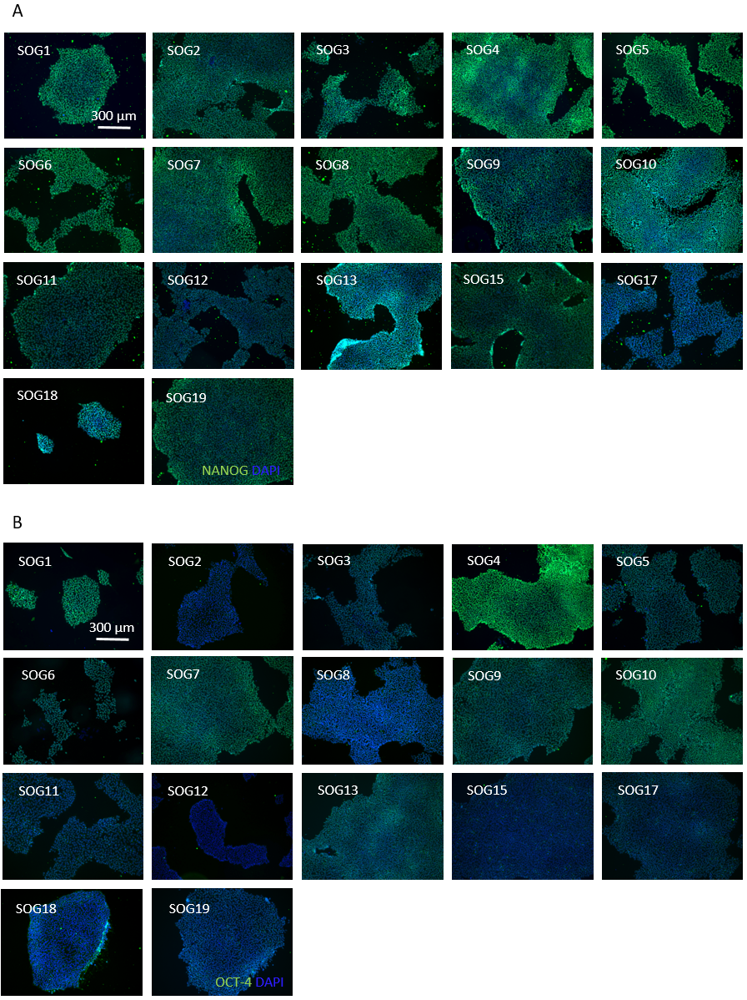 A
SOG1
SOG2
SOG3
SOG4
SOG5
300 µm
SOG6
SOG7
SOG8
SOG9
SOG10
SOG11
SOG12
SOG13
SOG15
SOG17
SOG18
SOG19
NANOG DAPI
B
SOG1
SOG2
SOG3
SOG4
SOG5
300 µm
SOG6
SOG7
SOG8
SOG9
SOG10
SOG11
SOG12
SOG13
SOG15
SOG17
SOG18
SOG19
OCT-4 DAPI